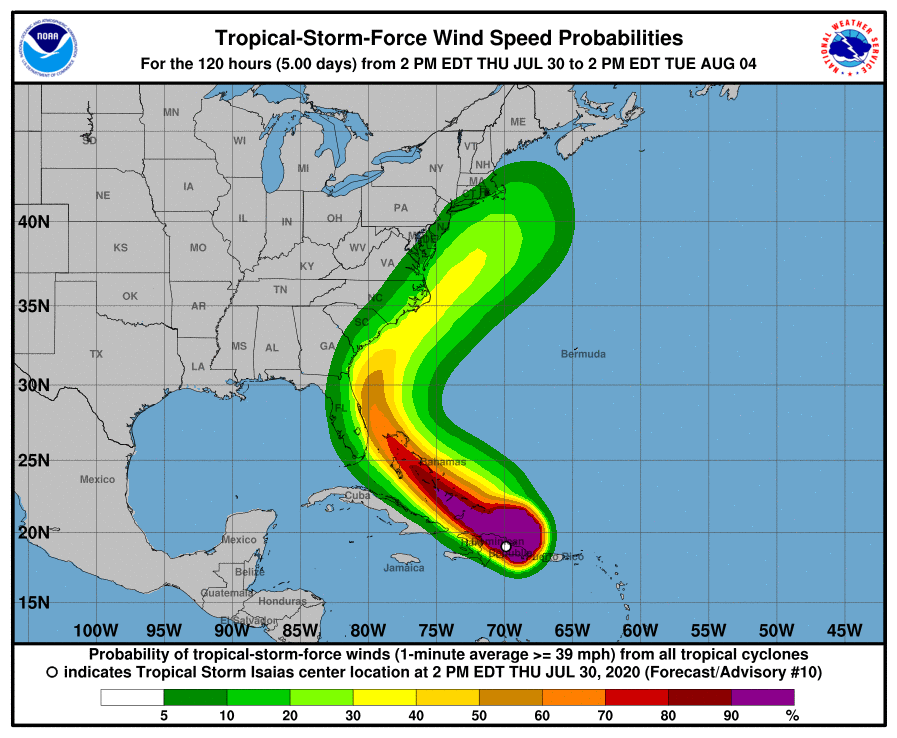 Tropical-Storm-Force Wind Speed Probabilities
For the 120 hours (5.00 days) from 2 PM EDT THU JUL 30 to 2 PM EDT TUE AUG 04
NOAA
NATIONAL WEATHER SERVICE
MN
ME
SD
WI
VT
NH
MI
NY
MA
CT
RI
NE
IA
PA
IL
IN
OH
NJ
40N
KS
MO
WV
DE
VA
KY
OK
TN
NC
35N
AR
SC
MS
AL
GA
TX
LA
Bermuda
30N
FL
25N
Bahamas
Mexico
Cuba
20N
Mexico
Haiti
Dominican
Republic
Puerto Rico
Jamaica
Belize
Guatemala
Honduras
15N
El Salvador
100W 95W 90W 85W 80W 75W 70W 65W 60W 55W 50W 45W
Probability of tropical-storm-force winds (1-minute average >= 39 mph) from all tropical cyclones
indicates Tropical Storm Isaias center location at 2 PM EDT THU JUL 30, 2020 (Forecast/Advisory #10)
5 10 20 30 40 50 60 70 80 90 %